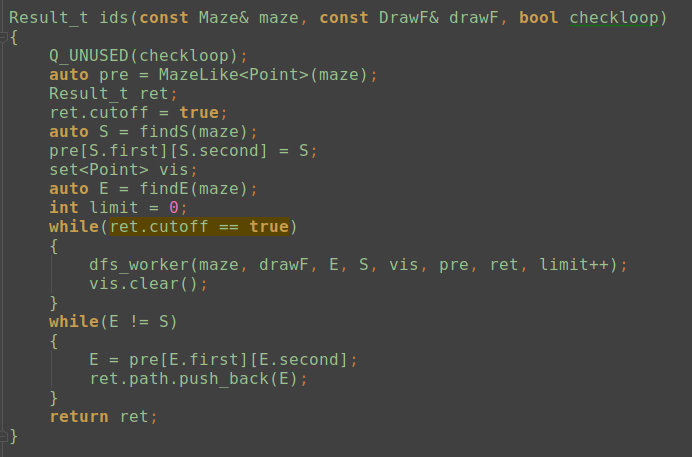 Result_t ids(const Maze& maze, const DrawF& drawF, bool checkloop)
{
    Q_UNUSED(checkloop);
    auto pre = MazeLike<Point>(maze);
    Result_t ret;
    ret.cutoff = true;
    auto S = findS(maze);
    pre[S.first][S.second] = S;
    set<Point> vis;
    auto E = findE(maze);
    int limit = 0;
    while(ret.cutoff == true)
    {
        dfs_worker(maze, drawF, E, S, vis, pre, ret, limit++);
        vis.clear();
    }
    while(E != S)
    {
        E = pre[E.first][E.second];
        ret.path.push_back(E);
    }
    return ret;
}